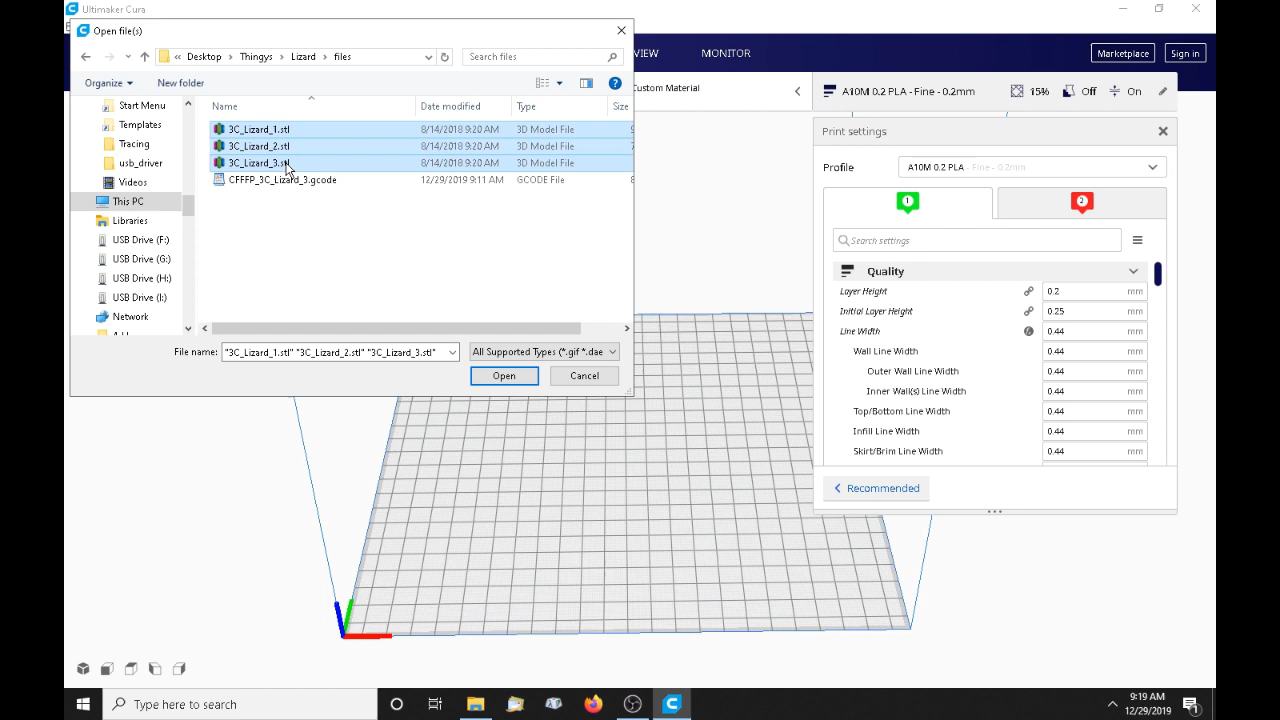 Ultimaker Cura
Open file(s)
« Desktop > Thingys > Lizard > files
Search files
VIEW
MONITOR
Marketplace
Sign in
Organize
New folder
?
Custom Material
A10M 0.2 PLA - Fine - 0.2mm
15%
Off
On
Start Menu
Templates
Tracing
usb_driver
Videos
This PC
Libraries
USB Drive (F:)
USB Drive (G:)
USB Drive (H:)
USB Drive (I:)
Network
Name
Date modified
Type
Size
3C_Lizard_1.stl
8/14/2018 9:20 AM
3D Model File
3C_Lizard_2.stl
8/14/2018 9:20 AM
3D Model File
3C_Lizard_3.stl
8/14/2018 9:20 AM
3D Model File
CFFFP_3C_Lizard_3.gcode
12/29/2019 9:11 AM
GCODE File
File name:
"3C_Lizard_1.stl" "3C_Lizard_2.stl" "3C_Lizard_3.stl"
All Supported Types (*.gif *.dae
Open
Cancel
Print settings
Profile
A10M 0.2 PLA - Fine - 0.2mm
1
2
Search settings
Quality
Layer Height
0.2
mm
Initial Layer Height
0.25
mm
Line Width
0.44
mm
Wall Line Width
0.44
mm
Outer Wall Line Width
0.44
mm
Inner Wall(s) Line Width
0.44
mm
Top/Bottom Line Width
0.44
mm
Infill Line Width
0.44
mm
Skirt/Brim Line Width
0.44
mm
Recommended
Type here to search
9:19 AM
12/29/2019
1